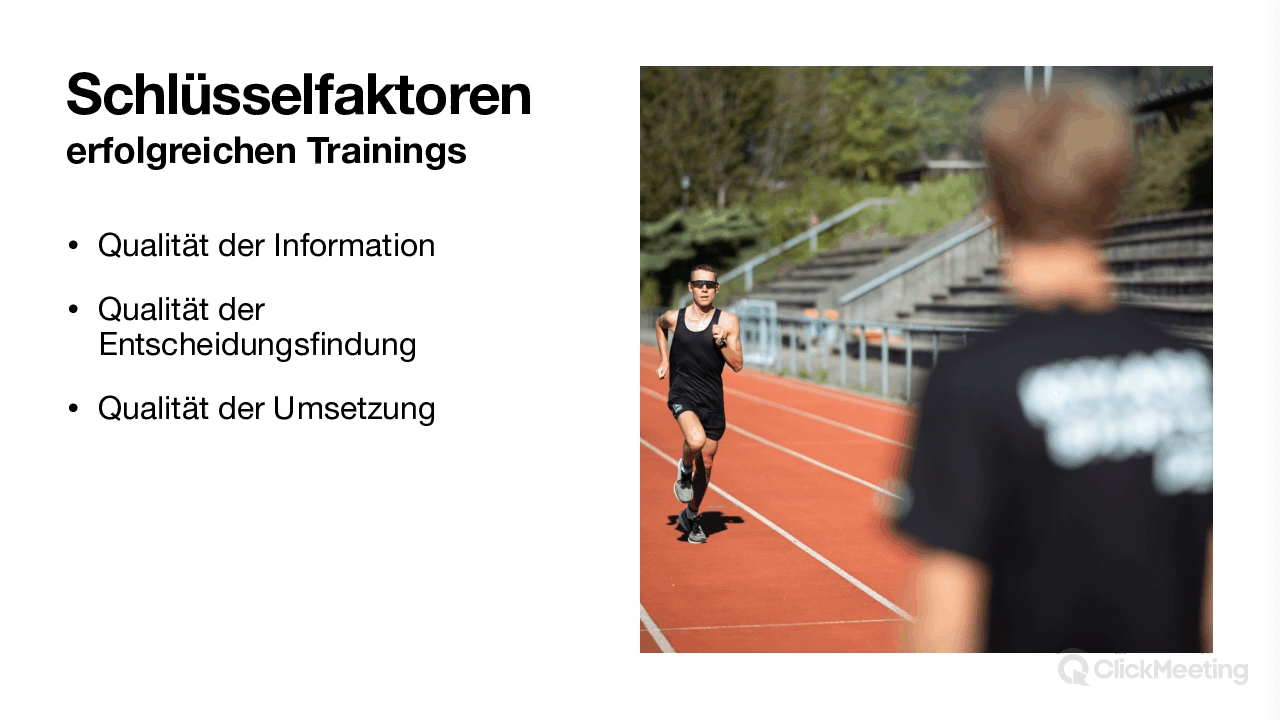 Schlüsselfaktoren
erfolgreichen Trainings
• Qualität der Information
• Qualität der
Entscheidungsfindung
• Qualität der Umsetzung
ClickMeeting